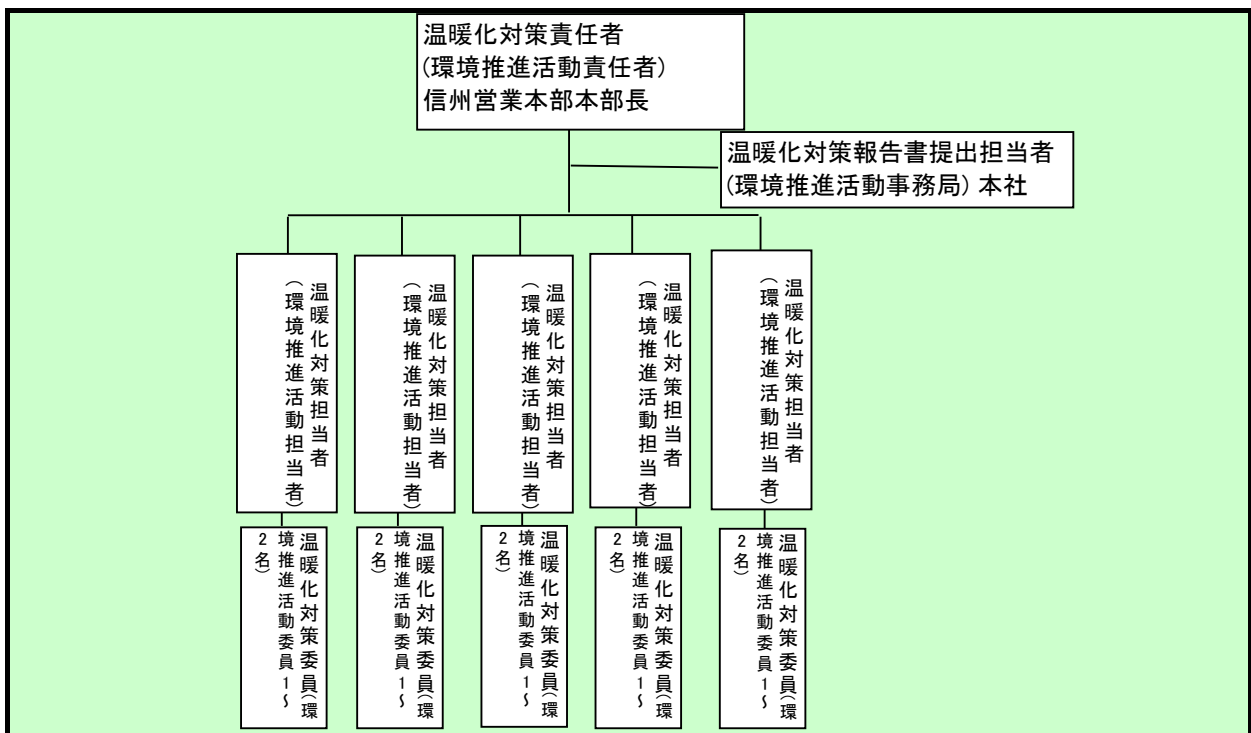 温暖化対策責任者
(環境推進活動責任者)
信州営業本部本部長
温暖化対策報告書提出担当者
(環境推進活動事務局)本社
温暖化対策担当者
(環境推進活動担当者)
温暖化対策担当者
(環境推進活動担当者)
温暖化対策担当者
(環境推進活動担当者)
温暖化対策担当者
(環境推進活動担当者)
温暖化対策担当者
(環境推進活動担当者)
温暖化対策委員(環
境推進活動委員1~
2名)
温暖化対策委員(環
境推進活動委員1~
2名)
温暖化対策委員(環
境推進活動委員1~
2名)
温暖化対策委員(環
境推進活動委員1~
2名)
温暖化対策委員(環
境推進活動委員1~
2名)